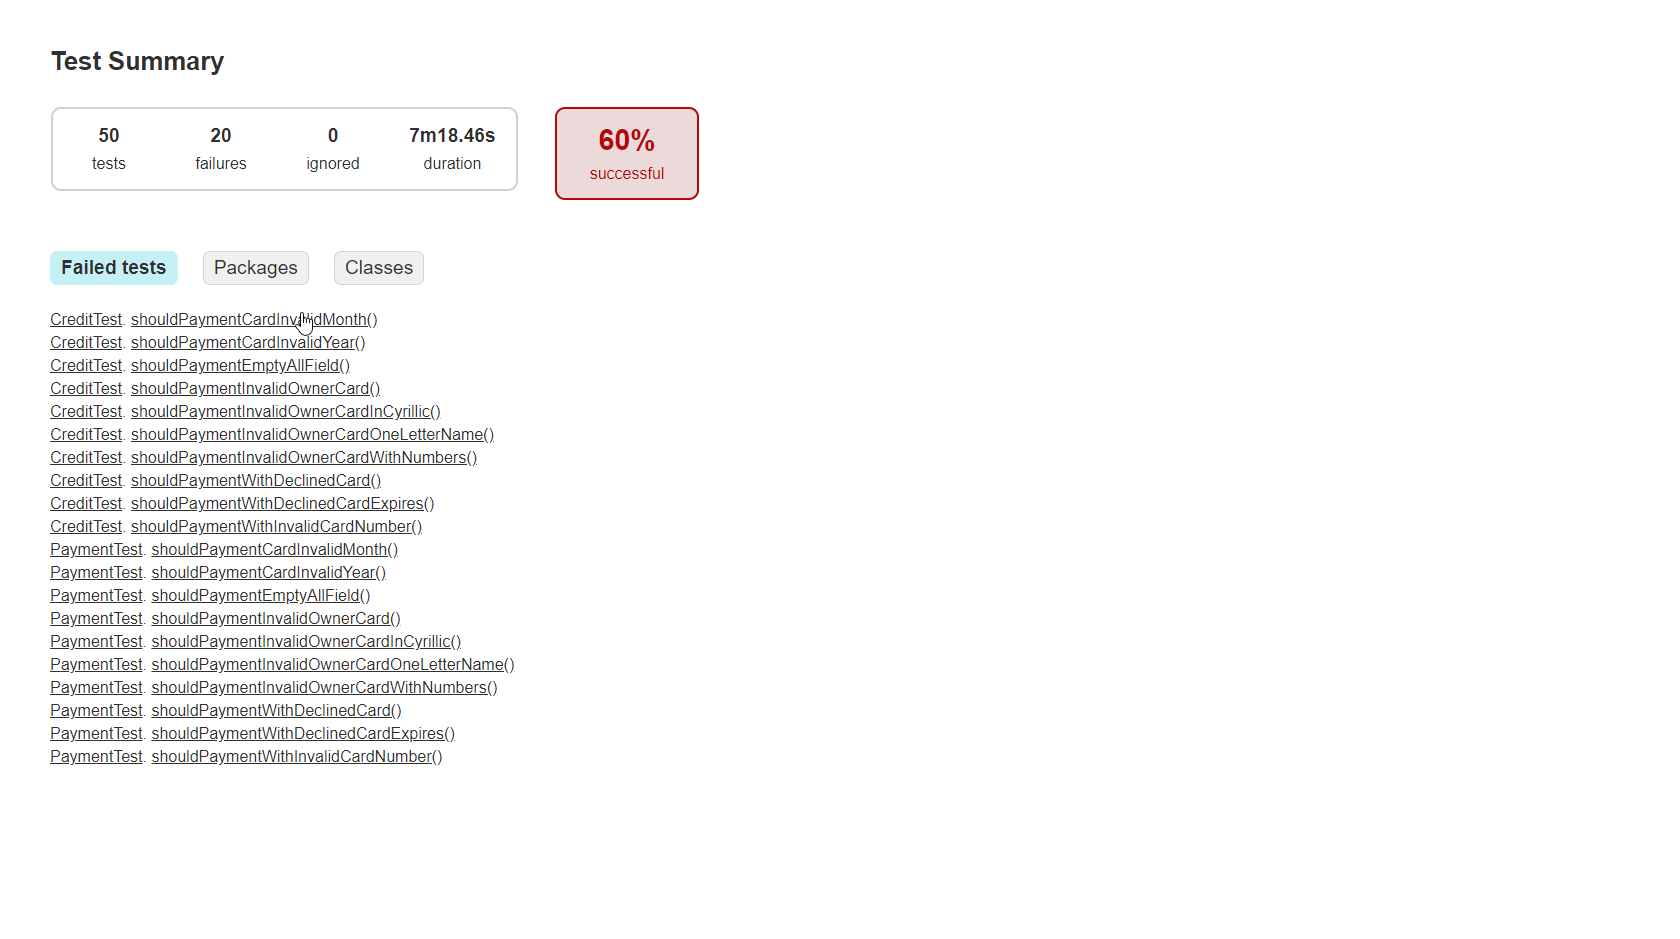 Test Summary
50 20 0 7m18.46s
tests failures ignored duration
60%
successful
Failed tests Packages Classes
CreditTest. shouldPaymentCardInvalidMonth()
CreditTest. shouldPaymentCardInvalidYear()
CreditTest. shouldPaymentEmptyAllField()
CreditTest. shouldPaymentInvalidOwnerCard()
CreditTest. shouldPaymentInvalidOwnerCardInCyrillic()
CreditTest. shouldPaymentInvalidOwnerCardOneLetterName()
CreditTest. shouldPaymentInvalidOwnerCardWithNumbers()
CreditTest. shouldPaymentWithDeclinedCard()
CreditTest. shouldPaymentWithDeclinedCardExpires()
CreditTest. shouldPaymentWithInvalidCardNumber()
PaymentTest. shouldPaymentCardInvalidMonth()
PaymentTest. shouldPaymentCardInvalidYear()
PaymentTest. shouldPaymentEmptyAllField()
PaymentTest. shouldPaymentInvalidOwnerCard()
PaymentTest. shouldPaymentInvalidOwnerCardInCyrillic()
PaymentTest. shouldPaymentInvalidOwnerCardOneLetterName()
PaymentTest. shouldPaymentInvalidOwnerCardWithNumbers()
PaymentTest. shouldPaymentWithDeclinedCard()
PaymentTest. shouldPaymentWithDeclinedCardExpires()
PaymentTest. shouldPaymentWithInvalidCardNumber()